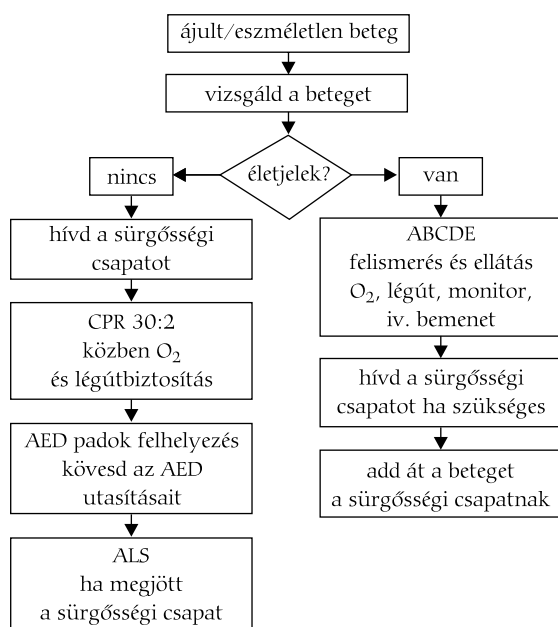 ájult/eszméletlen beteg
vizsgáld a beteget
életjelek?
nincs
van
hívd a sürgősségi
csapatot
CPR 30:2
közben O₂
és légútbiztosítás
AED padok felhelyezés
kövesd az AED
utasításait
ALS
ha megjött
a sürgősségi csapat
ABCDE
felismerés és ellátás
O₂, légút, monitor,
iv. bemenet
hívd a sürgősségi
csapatot ha szükséges
add át a beteget
a sürgősségi csapatnak